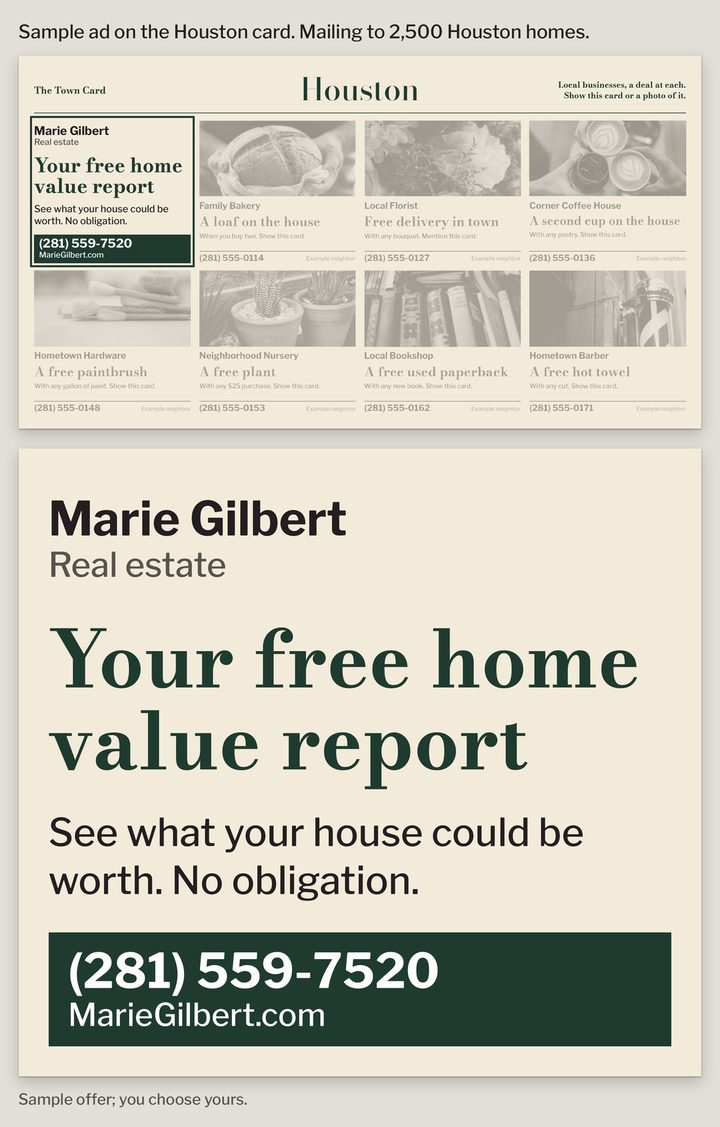 Sample ad on the Houston card. Mailing to 2,500 Houston homes.
The Town Card
Houston
Local businesses, a deal at each.
Show this card or a photo of it.
Marie Gilbert
Real estate
Your free home
value report
See what your house could be
worth. No obligation.
(281) 559-7520
MarieGilbert.com
Family Bakery
A loaf on the house
When you buy two. Show this card.
(281) 555-0114
Example neighbor
Local Florist
Free delivery in town
With any bouquet. Mention this card.
(281) 555-0127
Example neighbor
Corner Coffee House
A second cup on the house
With any pastry. Show this card.
(281) 555-0136
Example neighbor
Hometown Hardware
A free paintbrush
With any gallon of paint. Show this card.
(281) 555-0148
Example neighbor
Neighborhood Nursery
A free plant
With any $25 purchase. Show this card.
(281) 555-0153
Example neighbor
Local Bookshop
A free used paperback
With any new book. Show this card.
(281) 555-0162
Example neighbor
Hometown Barber
A free hot towel
With any cut. Show this card.
(281) 555-0171
Example neighbor
Marie Gilbert
Real estate
Your free home
value report
See what your house could be
worth. No obligation.
(281) 559-7520
MarieGilbert.com
Sample offer; you choose yours.